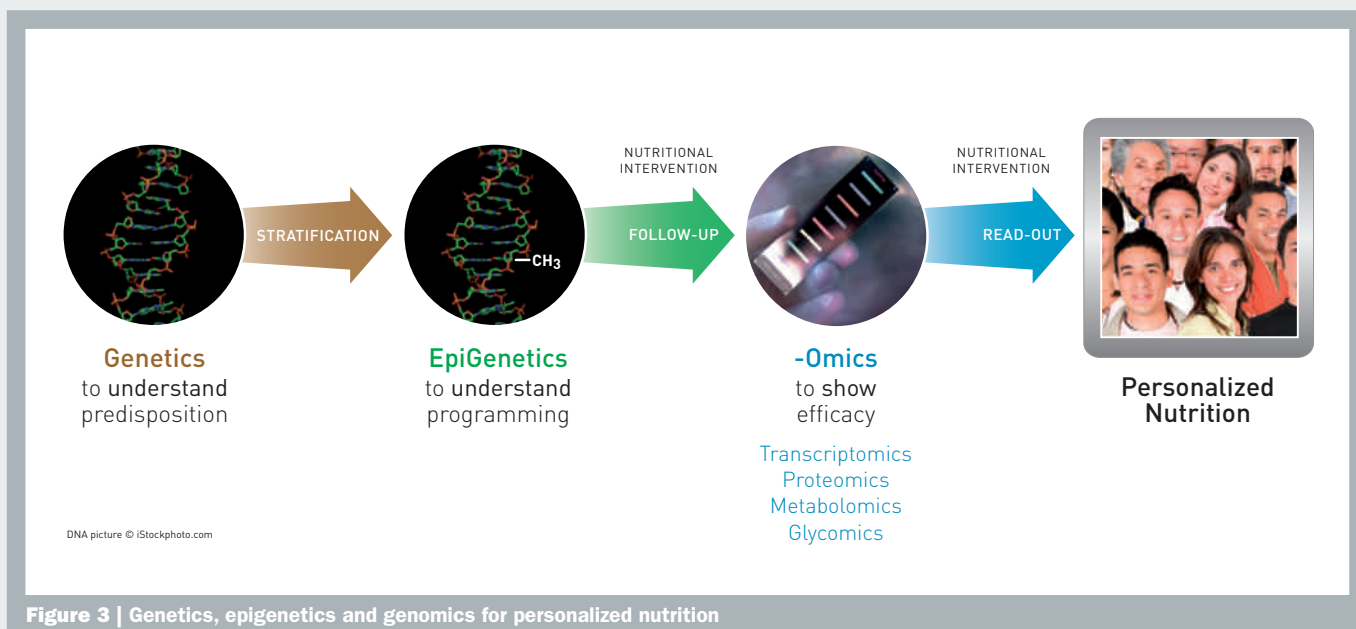 NUTRITIONAL
INTERVENTION
NUTRITIONAL
INTERVENTION
STRATIFICATION
FOLLOW-UP
READ-OUT
CH3
Genetics
to understand
predisposition
EpiGenetics
to understand
programming
-Omics
to show
efficacy
Transcriptomics
Proteomics
Metabolomics
Glycomics
Personalized
Nutrition
DNA picture © iStockphoto.com
Figure 3 | Genetics, epigenetics and genomics for personalized nutrition